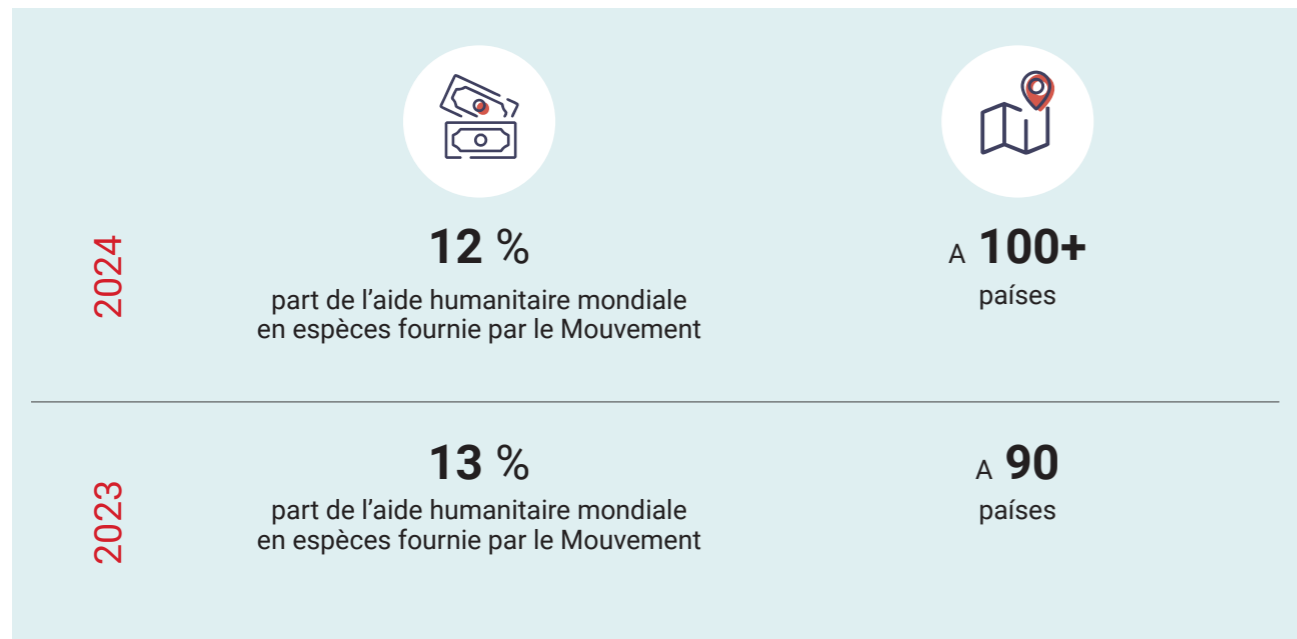 2024
12 %
part de l’aide humanitaire mondiale
en espèces fournie par le Mouvement
A 100+
países
2023
13 %
part de l’aide humanitaire mondiale
en espèces fournie par le Mouvement
A 90
países